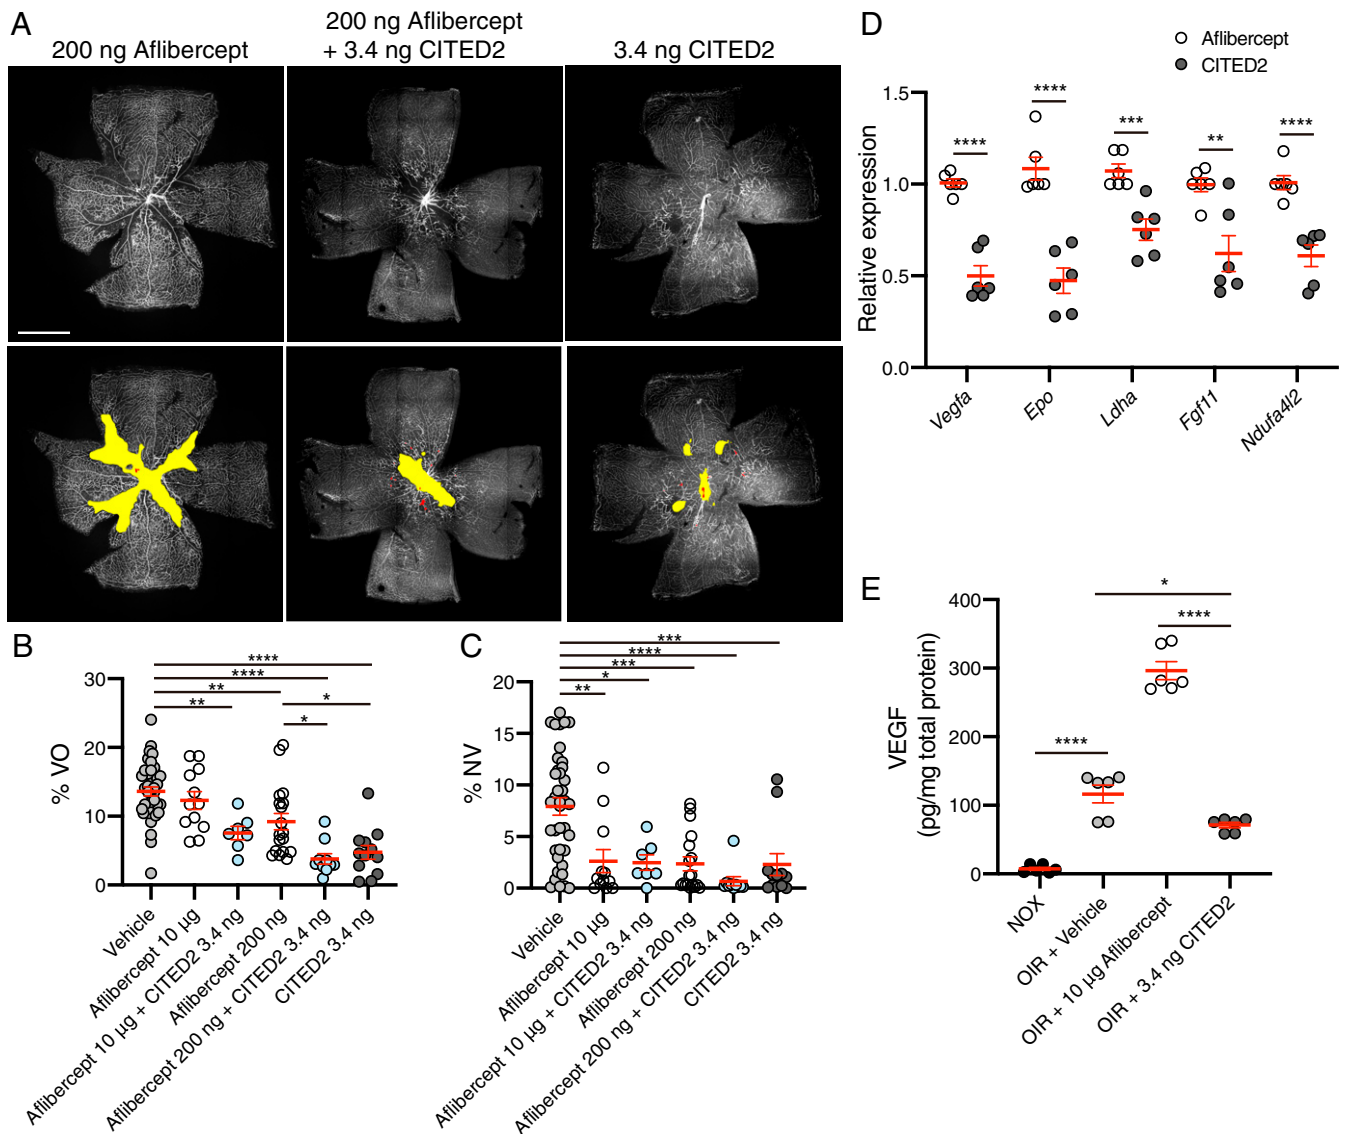 A
200 ng Aflibercept
200 ng Aflibercept
+ 3.4 ng CITED2
3.4 ng CITED2
B
% VO
30
20
10
0
****
****
**
**
*
*
Vehicle
Aflibercept 10 µg
Aflibercept 10 µg + CITED2 3.4 ng
Aflibercept 200 ng
Aflibercept 200 ng + CITED2 3.4 ng
CITED2 3.4 ng
C
% NV
20
15
10
5
0
***
****
***
*
**
Vehicle
Aflibercept 10 µg
Aflibercept 10 µg + CITED2 3.4 ng
Aflibercept 200 ng
Aflibercept 200 ng + CITED2 3.4 ng
CITED2 3.4 ng
D
Aflibercept
CITED2
Relative expression
1.5
1.0
0.5
0.0
****
****
***
**
****
Vegfa
Epo
Ldha
Fgf11
Ndufa4l2
E
VEGF
(pg/mg total protein)
400
300
200
100
0
*
****
****
NOX
OIR + Vehicle
OIR + 10 µg Aflibercept
OIR + 3.4 ng CITED2